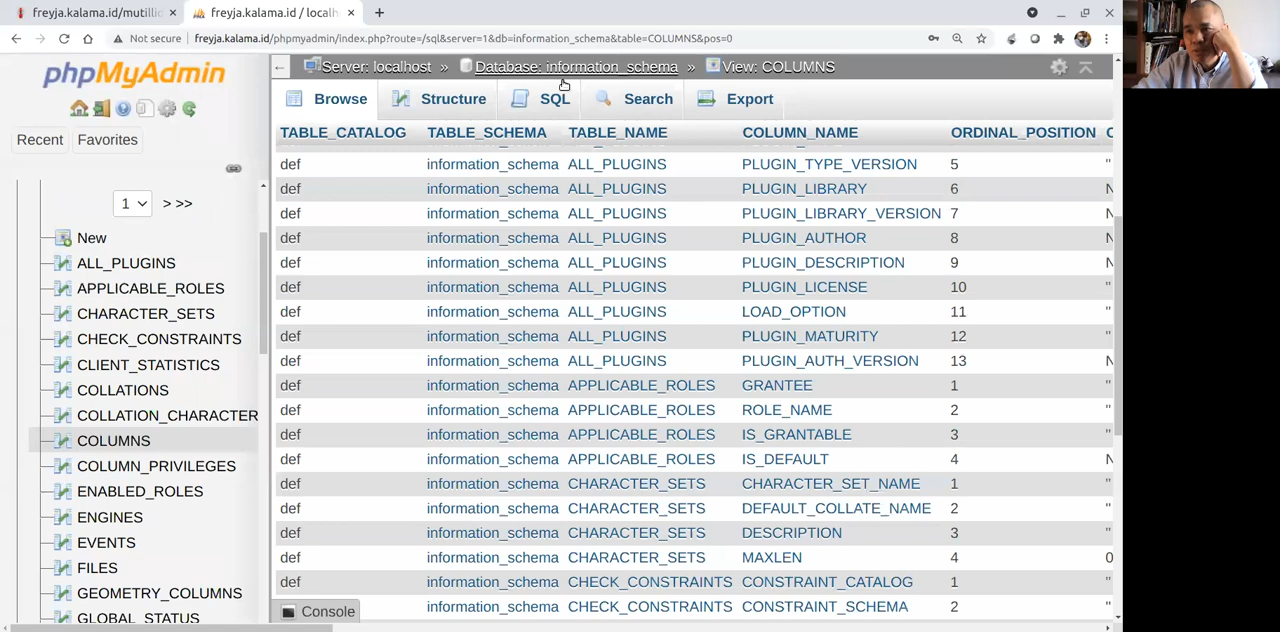 freyja.kalama.id/mutillid × freyja.kalama.id / localh × +
Not secure freyja.kalama.id/phpmyadmin/index.php?route=/sql&server=1&db=information_schema&table=COLUMNS&pos=0
phpMyAdmin
Recent Favorites
1 > >>
New
ALL_PLUGINS
APPLICABLE_ROLES
CHARACTER_SETS
CHECK_CONSTRAINTS
CLIENT_STATISTICS
COLLATIONS
COLLATION_CHARACTER
COLUMNS
COLUMN_PRIVILEGES
ENABLED_ROLES
ENGINES
EVENTS
FILES
GEOMETRY_COLUMNS
GLOBAL_STATUS
Server: localhost » Database: information_schema » View: COLUMNS
Browse Structure SQL Search Export
TABLE_CATALOG TABLE_SCHEMA TABLE_NAME COLUMN_NAME ORDINAL_POSITION C
def information_schema ALL_PLUGINS PLUGIN_TYPE_VERSION 5 ''
def information_schema ALL_PLUGINS PLUGIN_LIBRARY 6 N
def information_schema ALL_PLUGINS PLUGIN_LIBRARY_VERSION 7 N
def information_schema ALL_PLUGINS PLUGIN_AUTHOR 8 N
def information_schema ALL_PLUGINS PLUGIN_DESCRIPTION 9 N
def information_schema ALL_PLUGINS PLUGIN_LICENSE 10 ''
def information_schema ALL_PLUGINS LOAD_OPTION 11 ''
def information_schema ALL_PLUGINS PLUGIN_MATURITY 12 ''
def information_schema ALL_PLUGINS PLUGIN_AUTH_VERSION 13 N
def information_schema APPLICABLE_ROLES GRANTEE 1 ''
def information_schema APPLICABLE_ROLES ROLE_NAME 2 ''
def information_schema APPLICABLE_ROLES IS_GRANTABLE 3 ''
def information_schema APPLICABLE_ROLES IS_DEFAULT 4 N
def information_schema CHARACTER_SETS CHARACTER_SET_NAME 1 ''
def information_schema CHARACTER_SETS DEFAULT_COLLATE_NAME 2 ''
def information_schema CHARACTER_SETS DESCRIPTION 3 ''
def information_schema CHARACTER_SETS MAXLEN 4 0
def information_schema CHECK_CONSTRAINTS CONSTRAINT_CATALOG 1 ''
def information_schema CHECK_CONSTRAINTS CONSTRAINT_SCHEMA 2 ''
Console